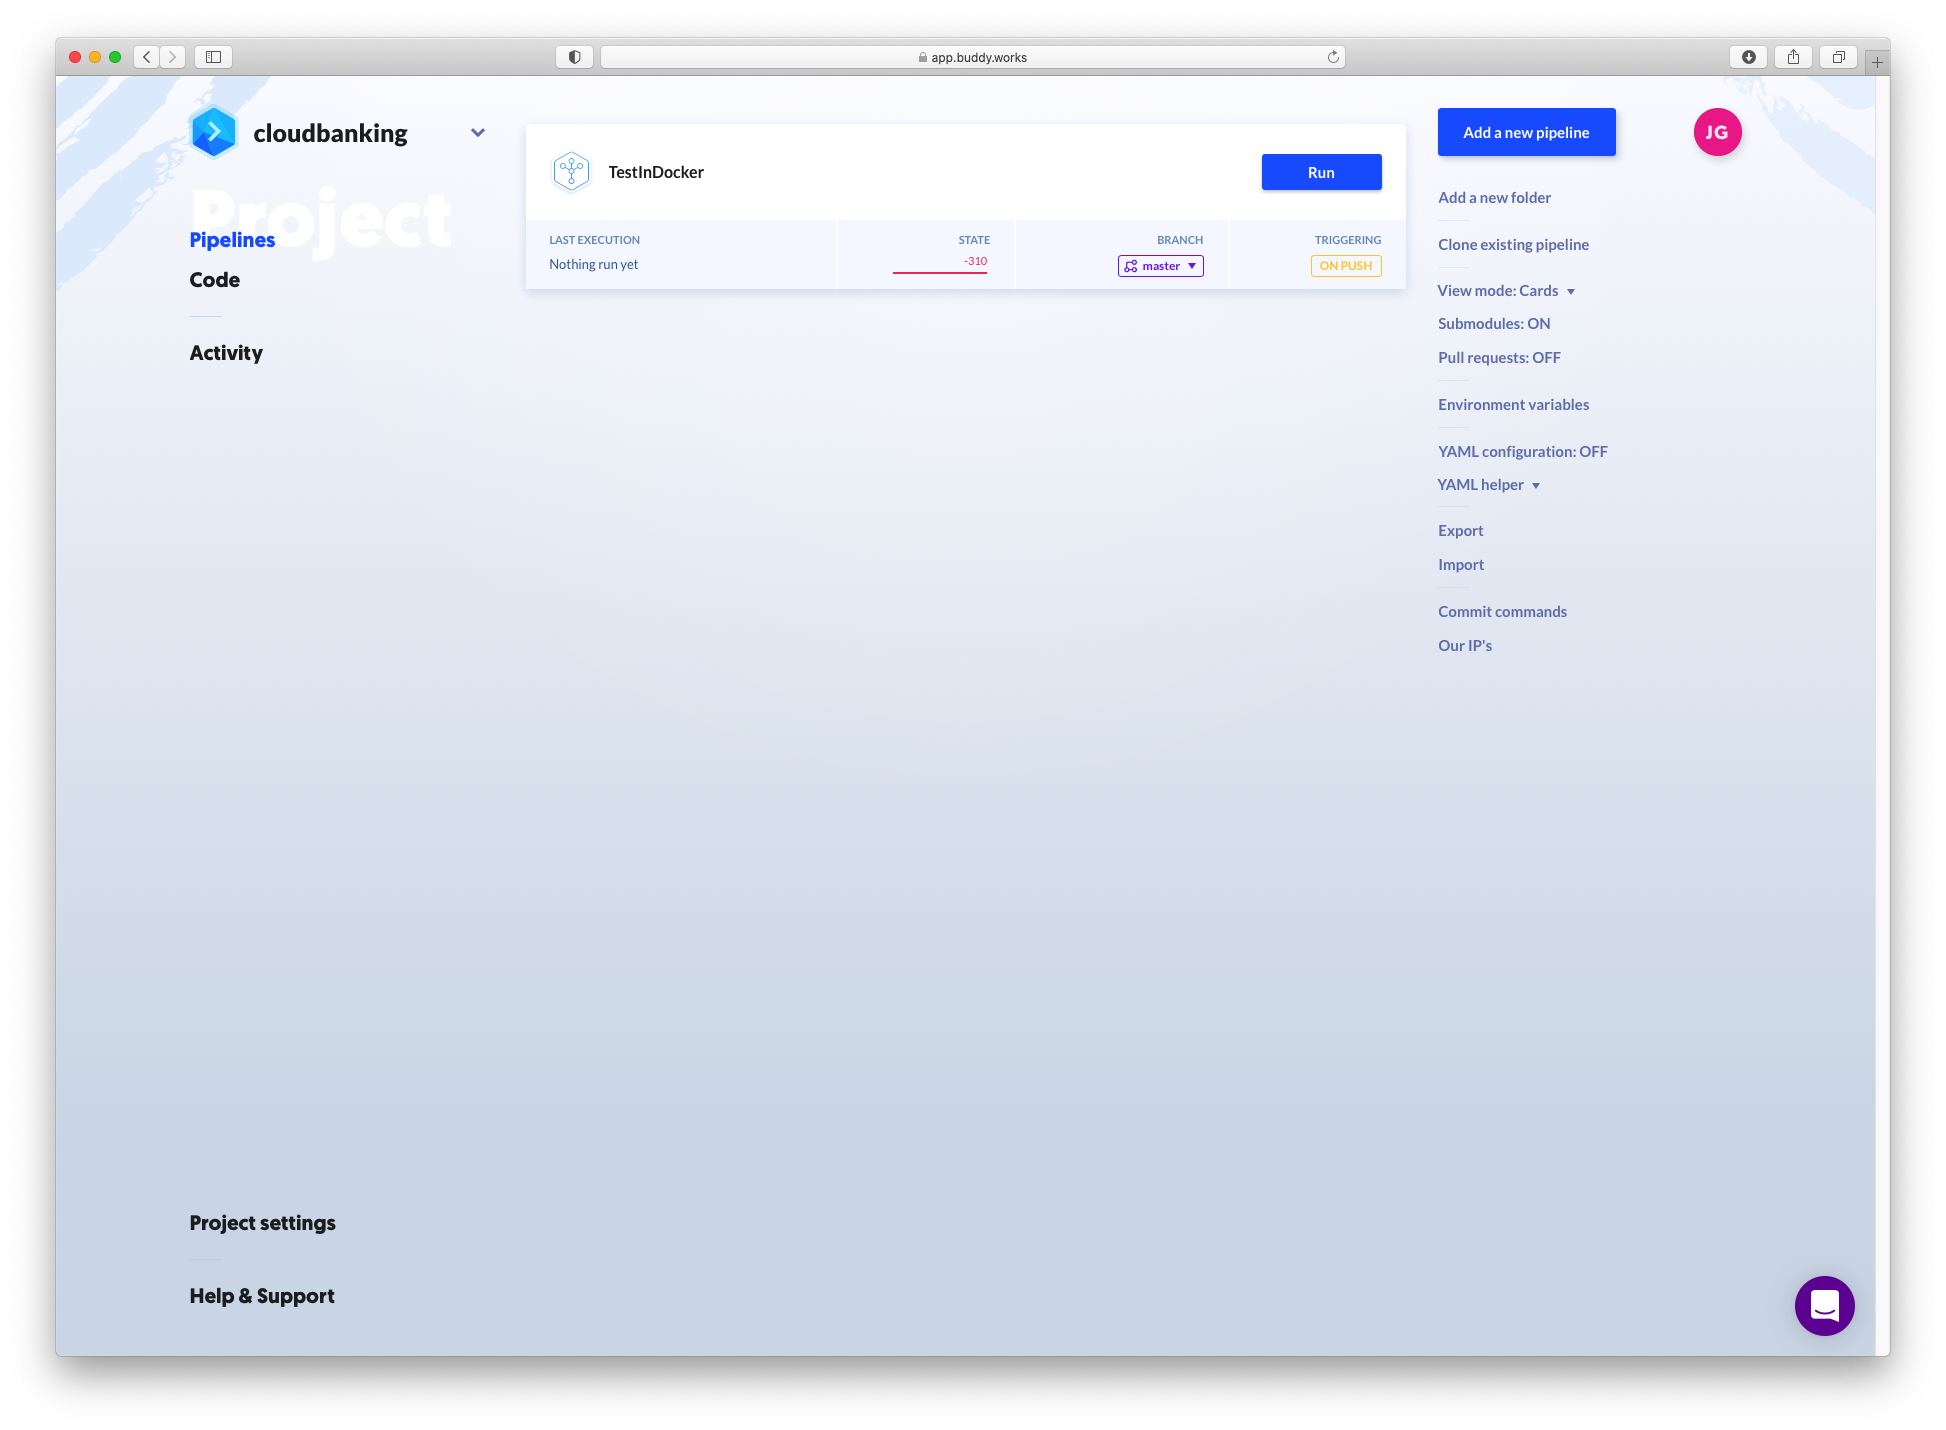 app.buddy.works
cloudbanking
Project
Pipelines
Code
Activity
Project settings
Help & Support
TestInDocker
Run
LAST EXECUTION
Nothing run yet
STATE
-310
BRANCH
master
TRIGGERING
ON PUSH
Add a new pipeline
JG
Add a new folder
Clone existing pipeline
View mode: Cards
Submodules: ON
Pull requests: OFF
Environment variables
YAML configuration: OFF
YAML helper
Export
Import
Commit commands
Our IP's